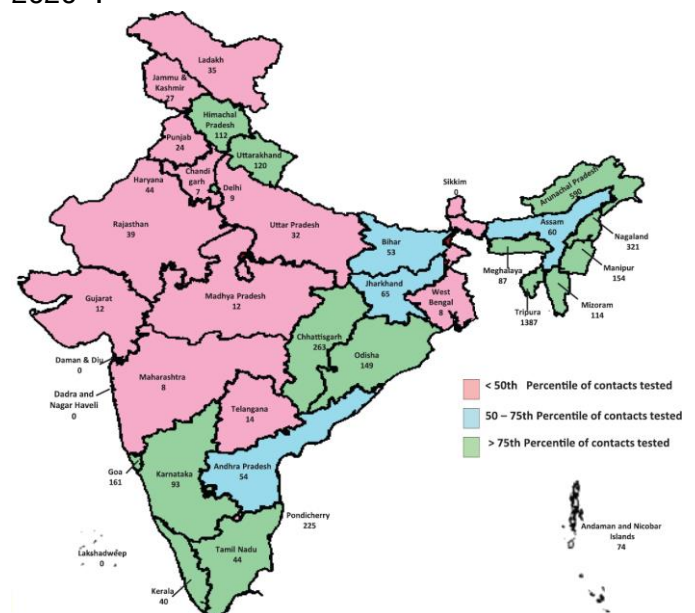 Ladakh
35
Jammu &
Kashmir
27
Himachal
Pradesh
112
Punjab
24
Uttarakhand
120
Haryana
44
Chandi
garh
7
Delhi
9
Rajasthan
39
Uttar Pradesh
32
Sikkim
0
Arunachal Pradesh
590
Assam
60
Nagaland
321
Bihar
53
Meghalaya
87
Manipur
154
Jharkhand
65
West
Bengal
8
Tripura
1387
Mizoram
114
Gujarat
12
Madhya Pradesh
12
Chhattisgarh
263
Odisha
149
Daman & Diu
0
Dadra and
Nagar Haveli
0
Maharashtra
8
Telangana
14
< 50th Percentile of contacts tested
50 – 75th Percentile of contacts tested
> 75th Percentile of contacts tested
Goa
161
Karnataka
93
Andhra Pradesh
54
Pondicherry
225
Andaman and Nicobar
Islands
74
Lakshadweep
0
Tamil Nadu
44
Kerala
40